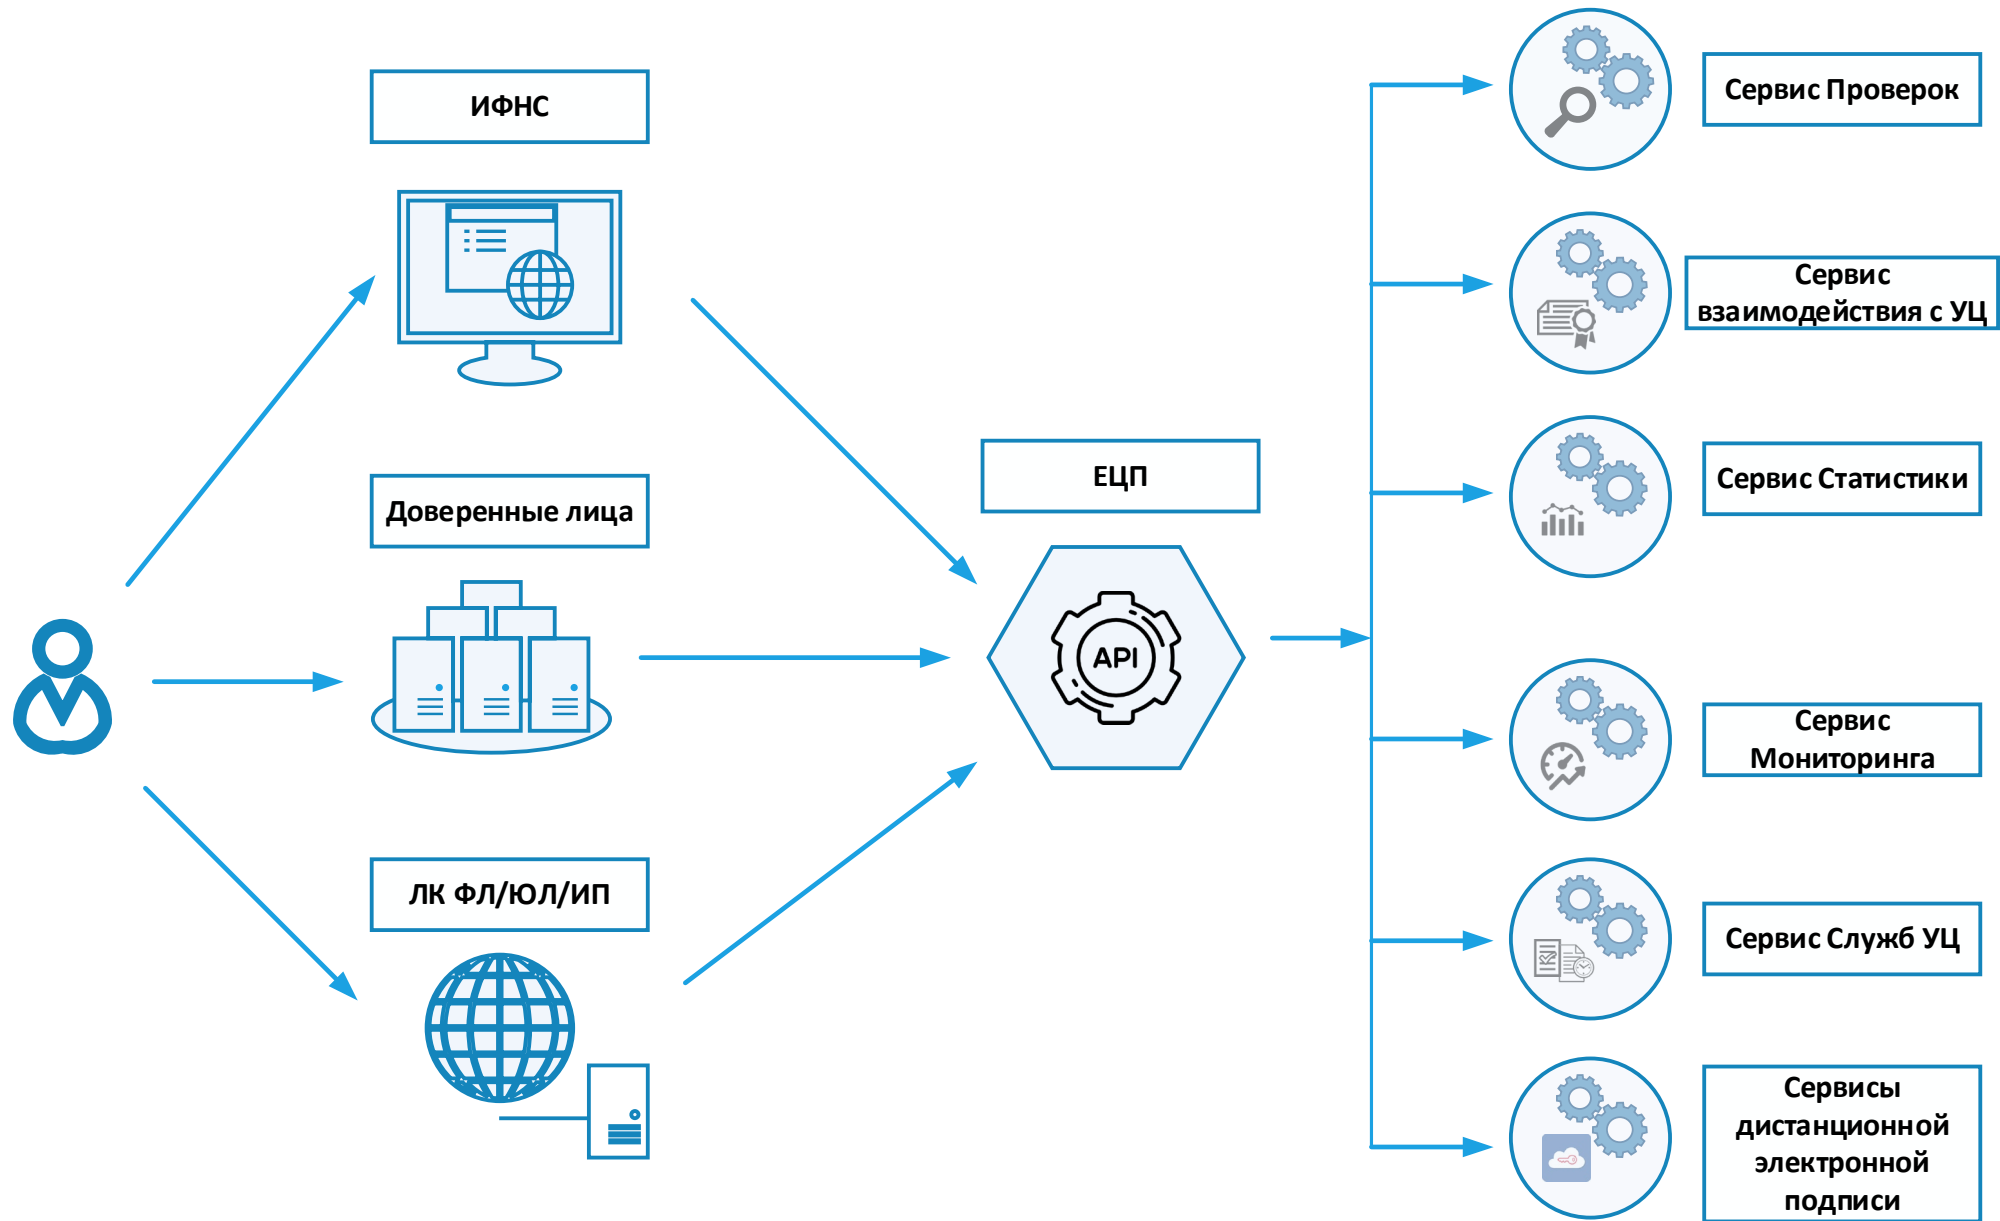 ИФНС
Доверенные лица
ЛК ФЛ/ЮЛ/ИП
ЕЦП
API
Сервис Проверок
Сервис
взаимодействия с УЦ
Сервис Статистики
Сервис
Мониторинга
Сервис Служб УЦ
Сервисы
дистанционной
электронной
подписи